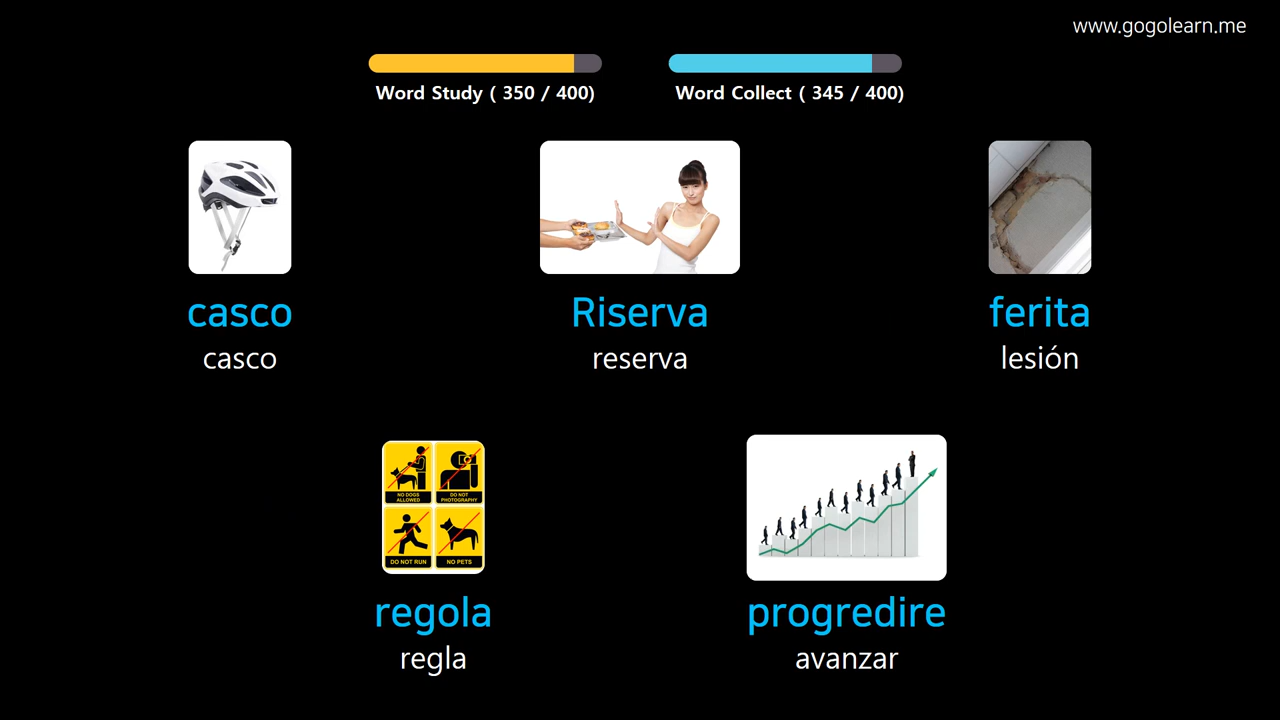 www.gogolearn.me
Word Study ( 350 / 400)
Word Collect ( 345 / 400)
casco
casco
Riserva
reserva
ferita
lesión
NO DOGS
ALLOWED
DO NOT
PHOTOGRAPHY
DO NOT RUN
NO PETS
regola
regla
progredire
avanzar